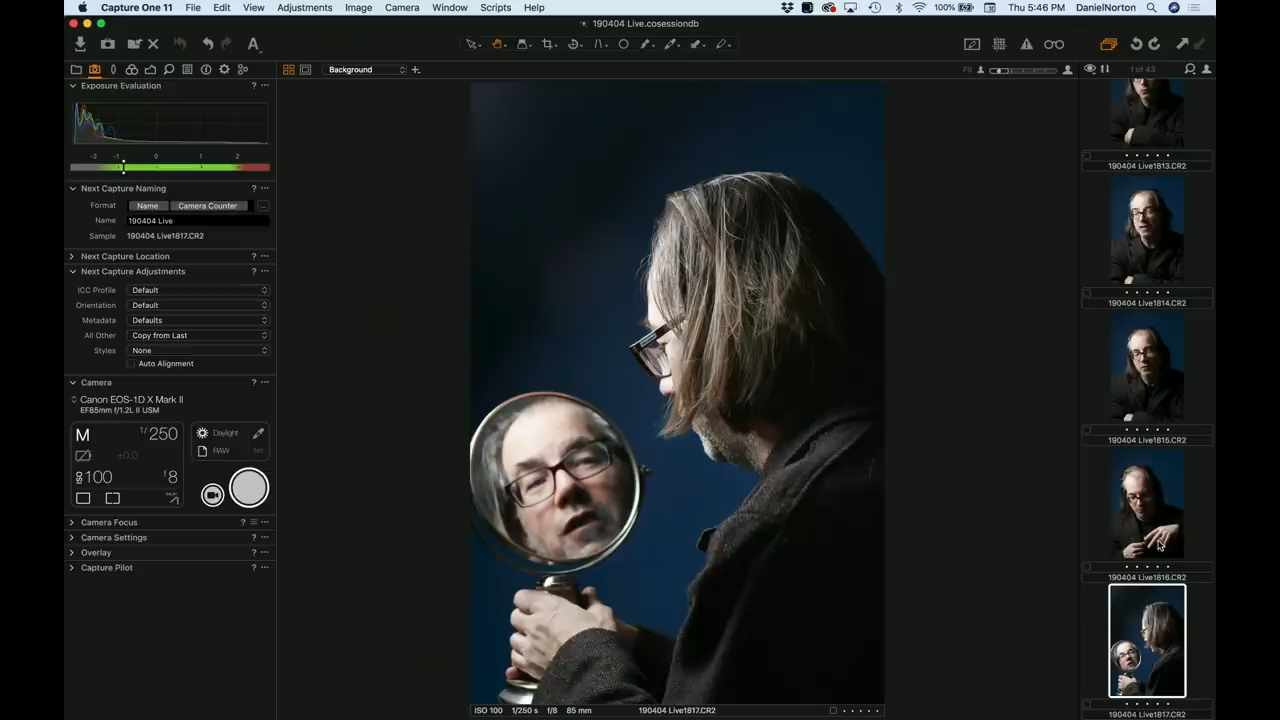 Capture One 11 File Edit View Adjustments Image Camera Window Scripts Help 100% Thu 5:46 PM DanielNorton
190404 Live.cosessiondb
Background
Fit 1 of 43
Exposure Evaluation ?
-2 -1 0 1 2
Next Capture Naming ?
Format Name Camera Counter
Name 190404 Live
Sample 190404 Live1817.CR2
Next Capture Location ?
Next Capture Adjustments ?
ICC Profile Default
Orientation Default
Metadata Defaults
All Other Copy from Last
Styles None
Auto Alignment
Camera ?
Canon EOS-1D X Mark II
EF85mm f/1.2L II USM
M 1/250
±0.0
ISO 100 f8
Daylight
RAW Set
Camera Focus ?
Camera Settings ?
Overlay ?
Capture Pilot ?
ISO 100 1/250 s f/8 85 mm 190404 Live1817.CR2
190404 Live1813.CR2
190404 Live1814.CR2
190404 Live1815.CR2
190404 Live1816.CR2
190404 Live1817.CR2